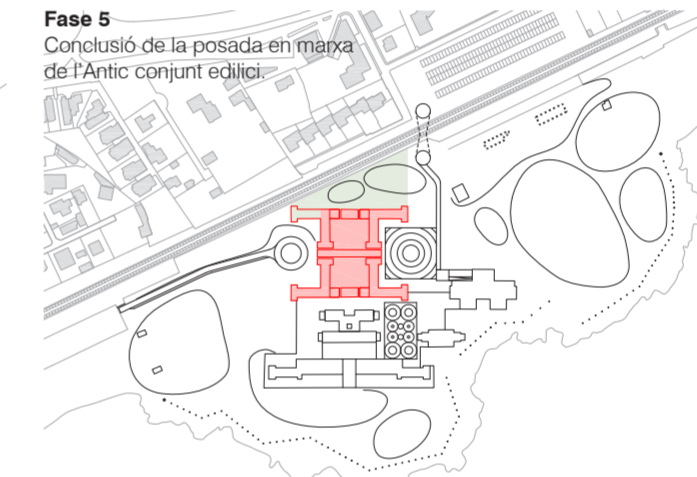 Fase 5
Conclusió de la posada en marxa
de l'Antic conjunt edilici.